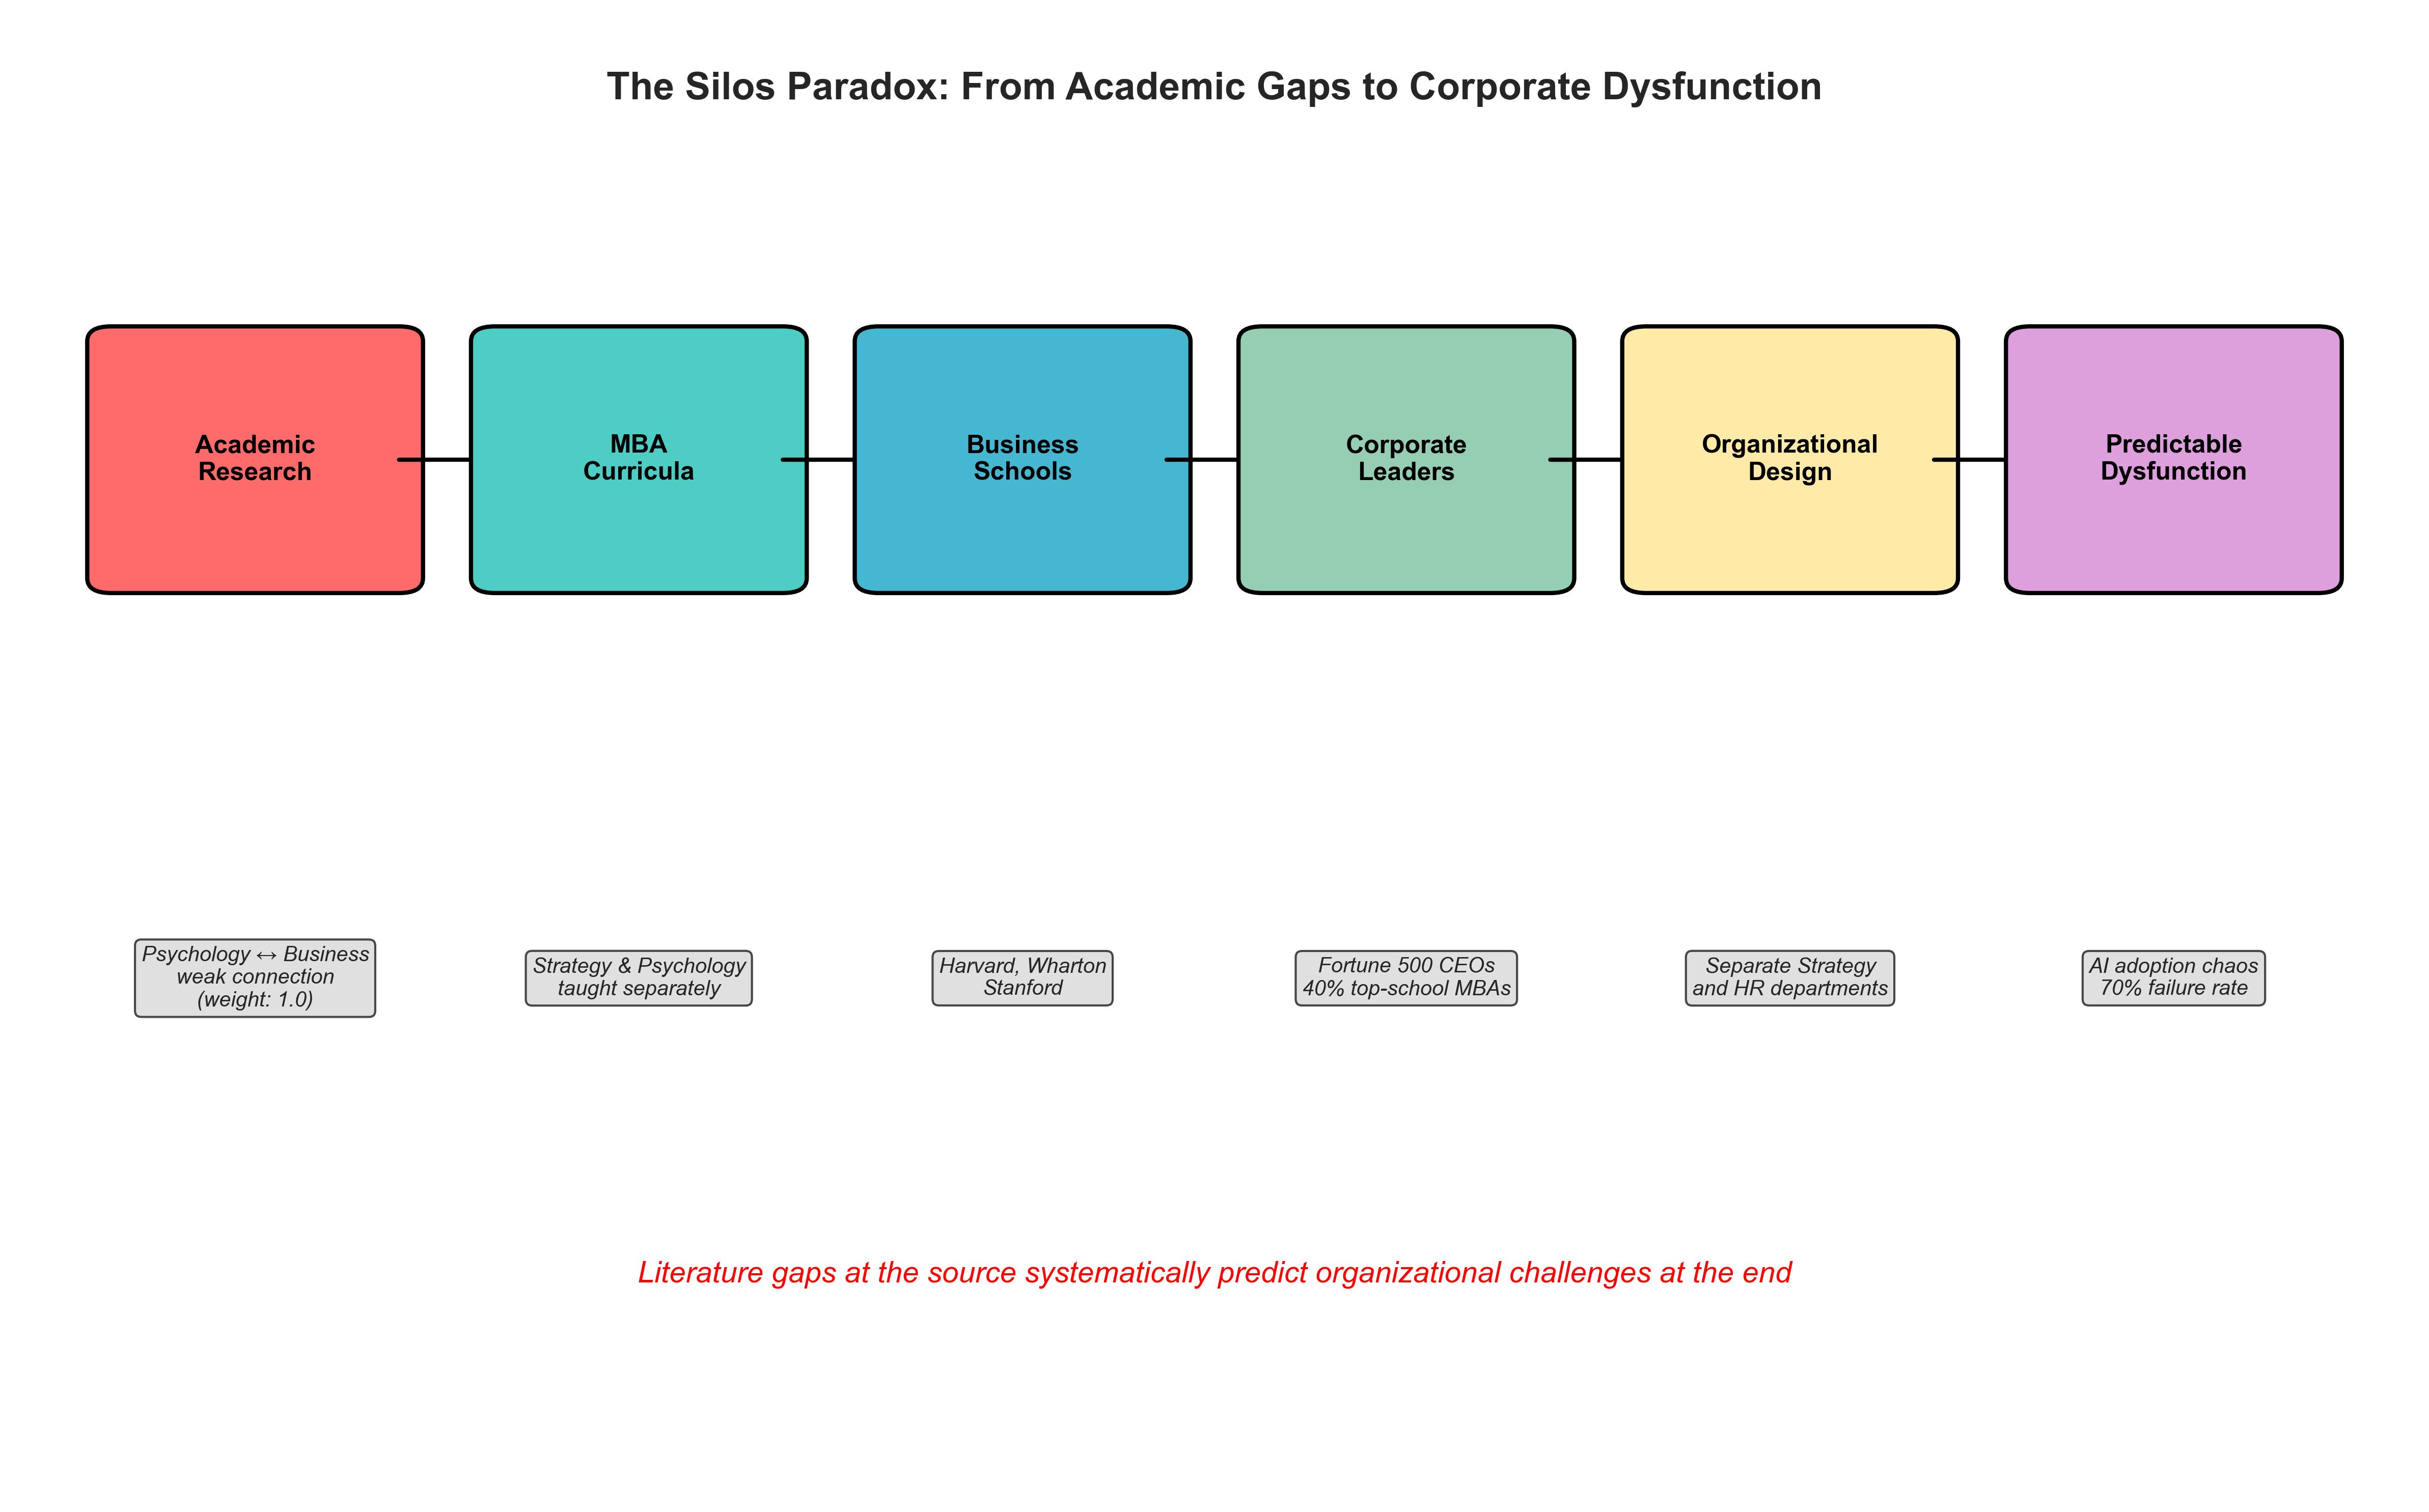 The Silos Paradox: From Academic Gaps to Corporate Dysfunction
Academic
Research
MBA
Curricula
Business
Schools
Corporate
Leaders
Organizational
Design
Predictable
Dysfunction
Psychology ↔ Business
weak connection
(weight: 1.0)
Strategy & Psychology
taught separately
Harvard, Wharton
Stanford
Fortune 500 CEOs
40% top-school MBAs
Separate Strategy
and HR departments
AI adoption chaos
70% failure rate
Literature gaps at the source systematically predict organizational challenges at the end